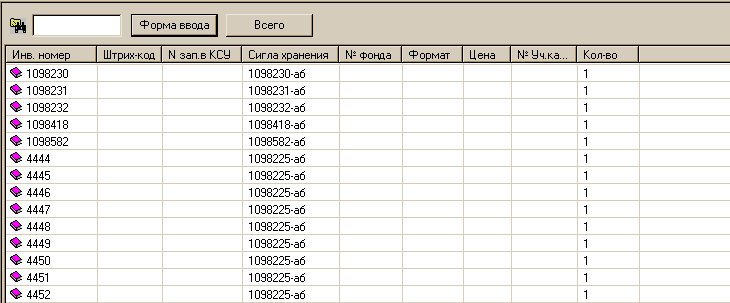 Форма ввода Всего
Инв. номер Штрих-код N зап.в КСУ Сигла хранения № фонда Формат Цена № Уч.ка... Кол-во
1098230 1098230-аб 1
1098231 1098231-аб 1
1098232 1098232-аб 1
1098418 1098418-аб 1
1098582 1098582-аб 1
4444 1098225-аб 1
4445 1098225-аб 1
4446 1098225-аб 1
4447 1098225-аб 1
4448 1098225-аб 1
4449 1098225-аб 1
4450 1098225-аб 1
4451 1098225-аб 1
4452 1098225-аб 1